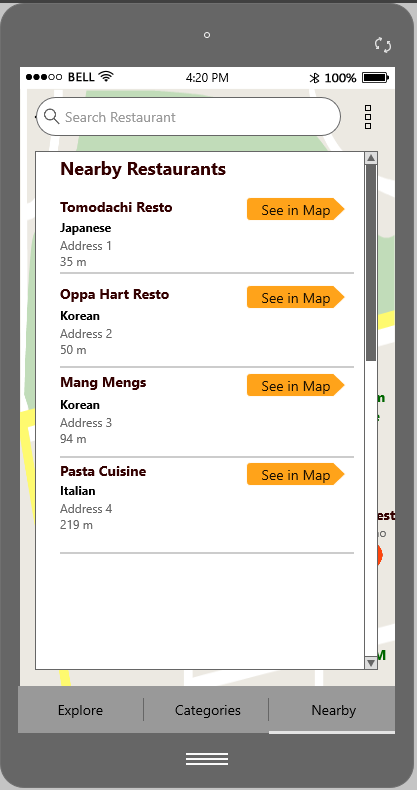 BELL 4:20 PM 100%
Search Restaurant
Nearby Restaurants
Tomodachi Resto See in Map
Japanese
Address 1
35 m
Oppa Hart Resto See in Map
Korean
Address 2
50 m
Mang Mengs See in Map
Korean
Address 3
94 m
Pasta Cuisine See in Map
Italian
Address 4
219 m
Explore Categories Nearby